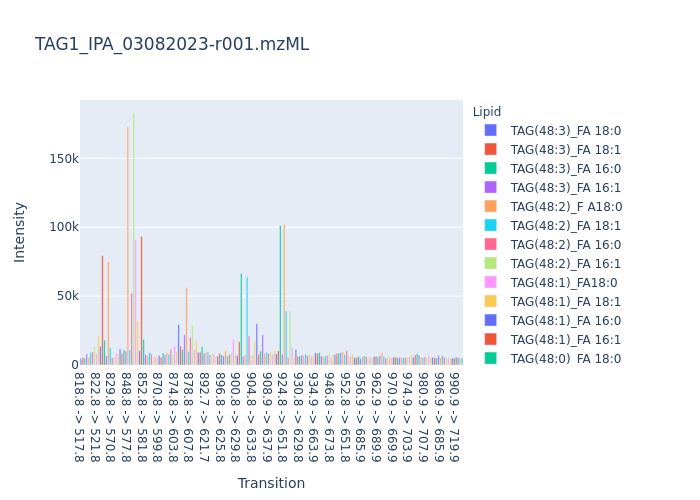 TAG1_IPA_03082023-r001.mzML
Lipid
TAG(48:3)_FA 18:0
TAG(48:3)_FA 18:1
TAG(48:3)_FA 16:0
TAG(48:3)_FA 16:1
TAG(48:2)_F A18:0
TAG(48:2)_FA 18:1
TAG(48:2)_FA 16:0
TAG(48:2)_FA 16:1
TAG(48:1)_FA18:0
TAG(48:1)_FA 18:1
TAG(48:1)_FA 16:0
TAG(48:1)_FA 16:1
TAG(48:0)_FA 18:0
Intensity
150k
100k
50k
0
818.8 -> 517.8
822.8 -> 521.8
829.8 -> 570.8
848.8 -> 577.8
852.8 -> 581.8
870.8 -> 599.8
874.8 -> 603.8
878.8 -> 607.8
892.7 -> 621.7
896.8 -> 625.8
900.8 -> 629.8
904.8 -> 633.8
908.9 -> 637.9
924.8 -> 651.8
930.8 -> 629.8
934.9 -> 663.9
946.8 -> 673.8
952.8 -> 651.8
956.9 -> 685.9
962.9 -> 689.9
970.9 -> 669.9
974.9 -> 703.9
980.9 -> 707.9
986.9 -> 685.9
990.9 -> 719.9
Transition